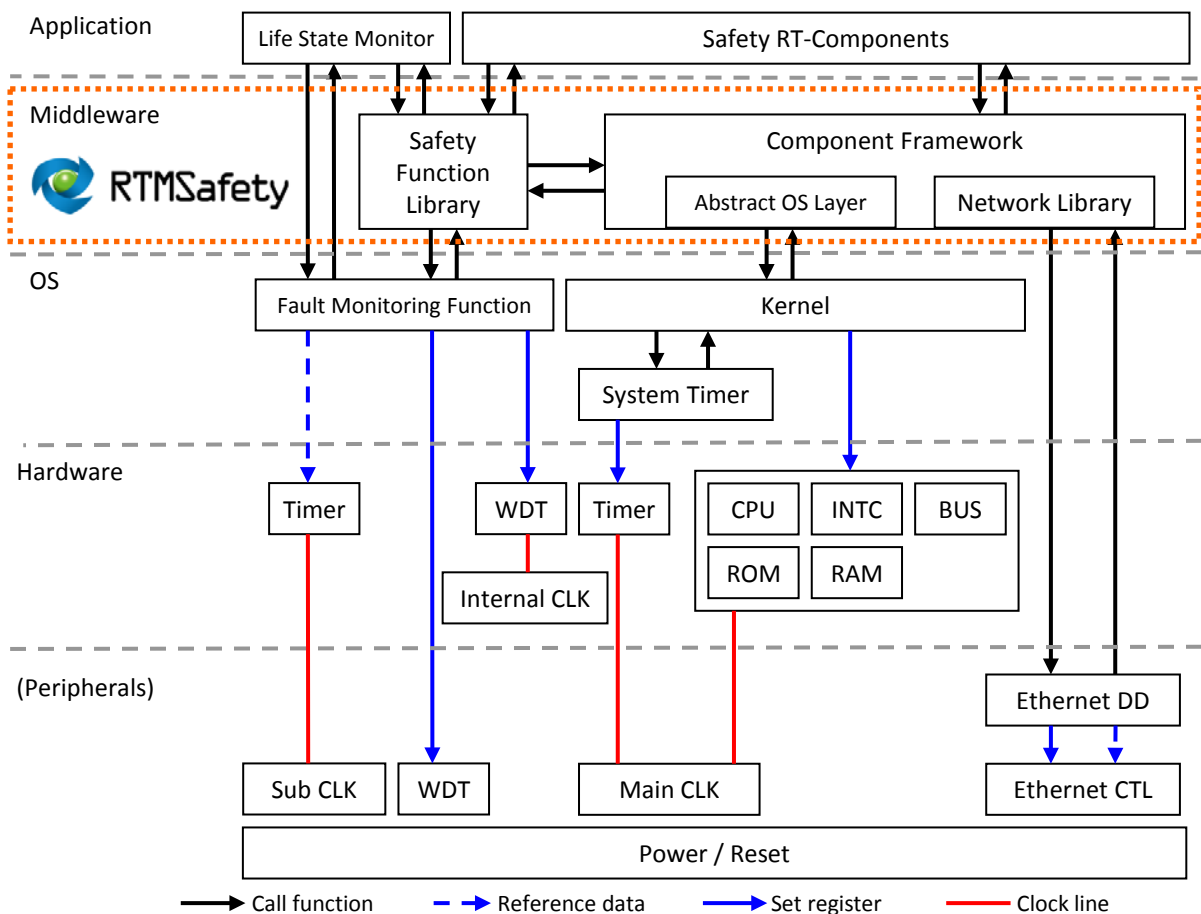 Application
Life State Monitor
Safety RT-Components
Middleware
RTMSafety
Safety
Function
Library
Component Framework
Abstract OS Layer
Network Library
OS
Fault Monitoring Function
Kernel
System Timer
Hardware
Timer
WDT
Timer
CPU
INTC
BUS
ROM
RAM
Internal CLK
(Peripherals)
Ethernet DD
Sub CLK
WDT
Main CLK
Ethernet CTL
Power / Reset
Call function
Reference data
Set register
Clock line